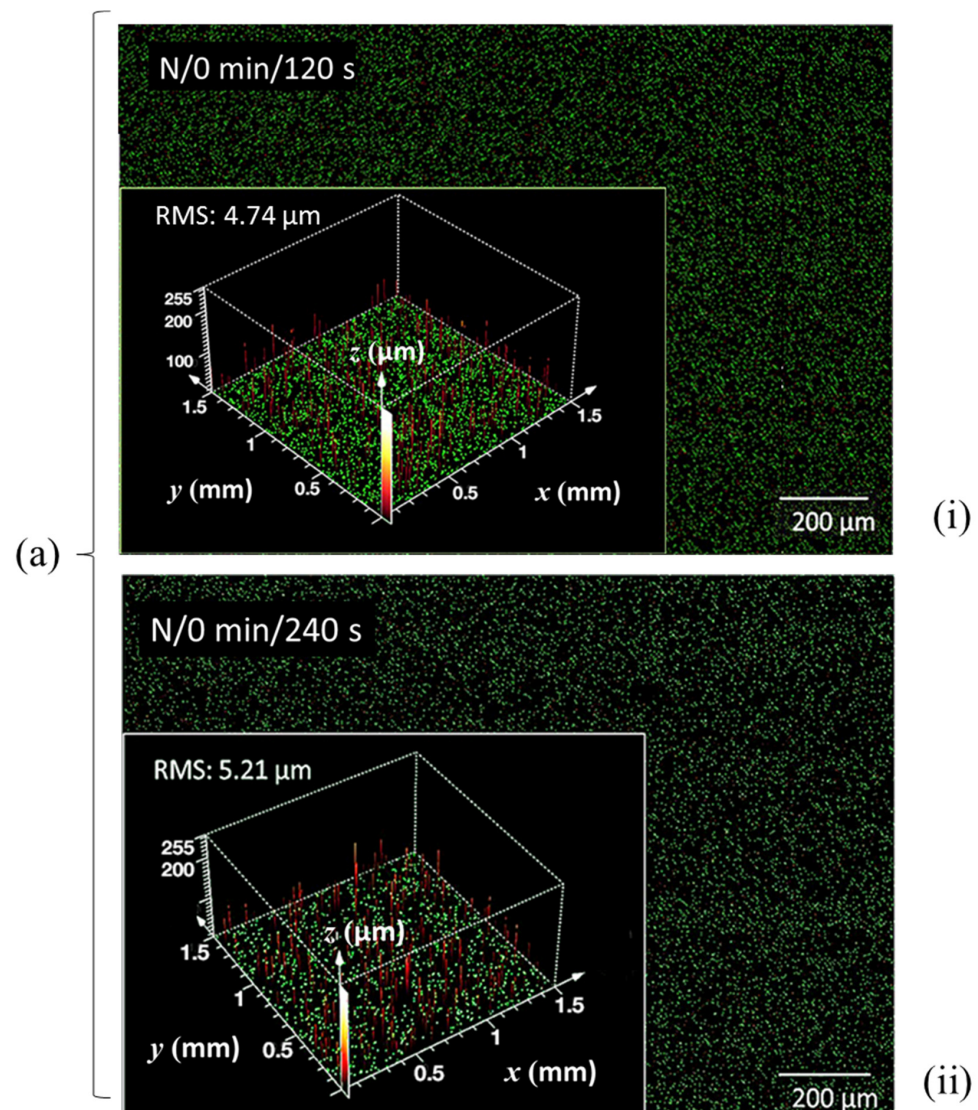 (a)
N/0 min/120 s
RMS: 4.74 µm
255
200
100
z (µm)
1.5
1
0.5
y (mm)
0.5
1
1.5
x (mm)
200 µm
(i)
N/0 min/240 s
RMS: 5.21 µm
255
200
z (µm)
1.5
1
0.5
y (mm)
0.5
1
1.5
x (mm)
200 µm
(ii)